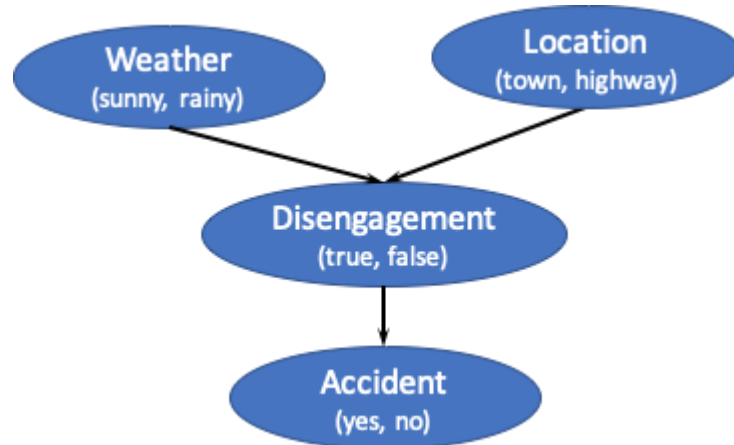 Weather
(sunny, rainy)
Location
(town, highway)
Disengagement
(true, false)
Accident
(yes, no)